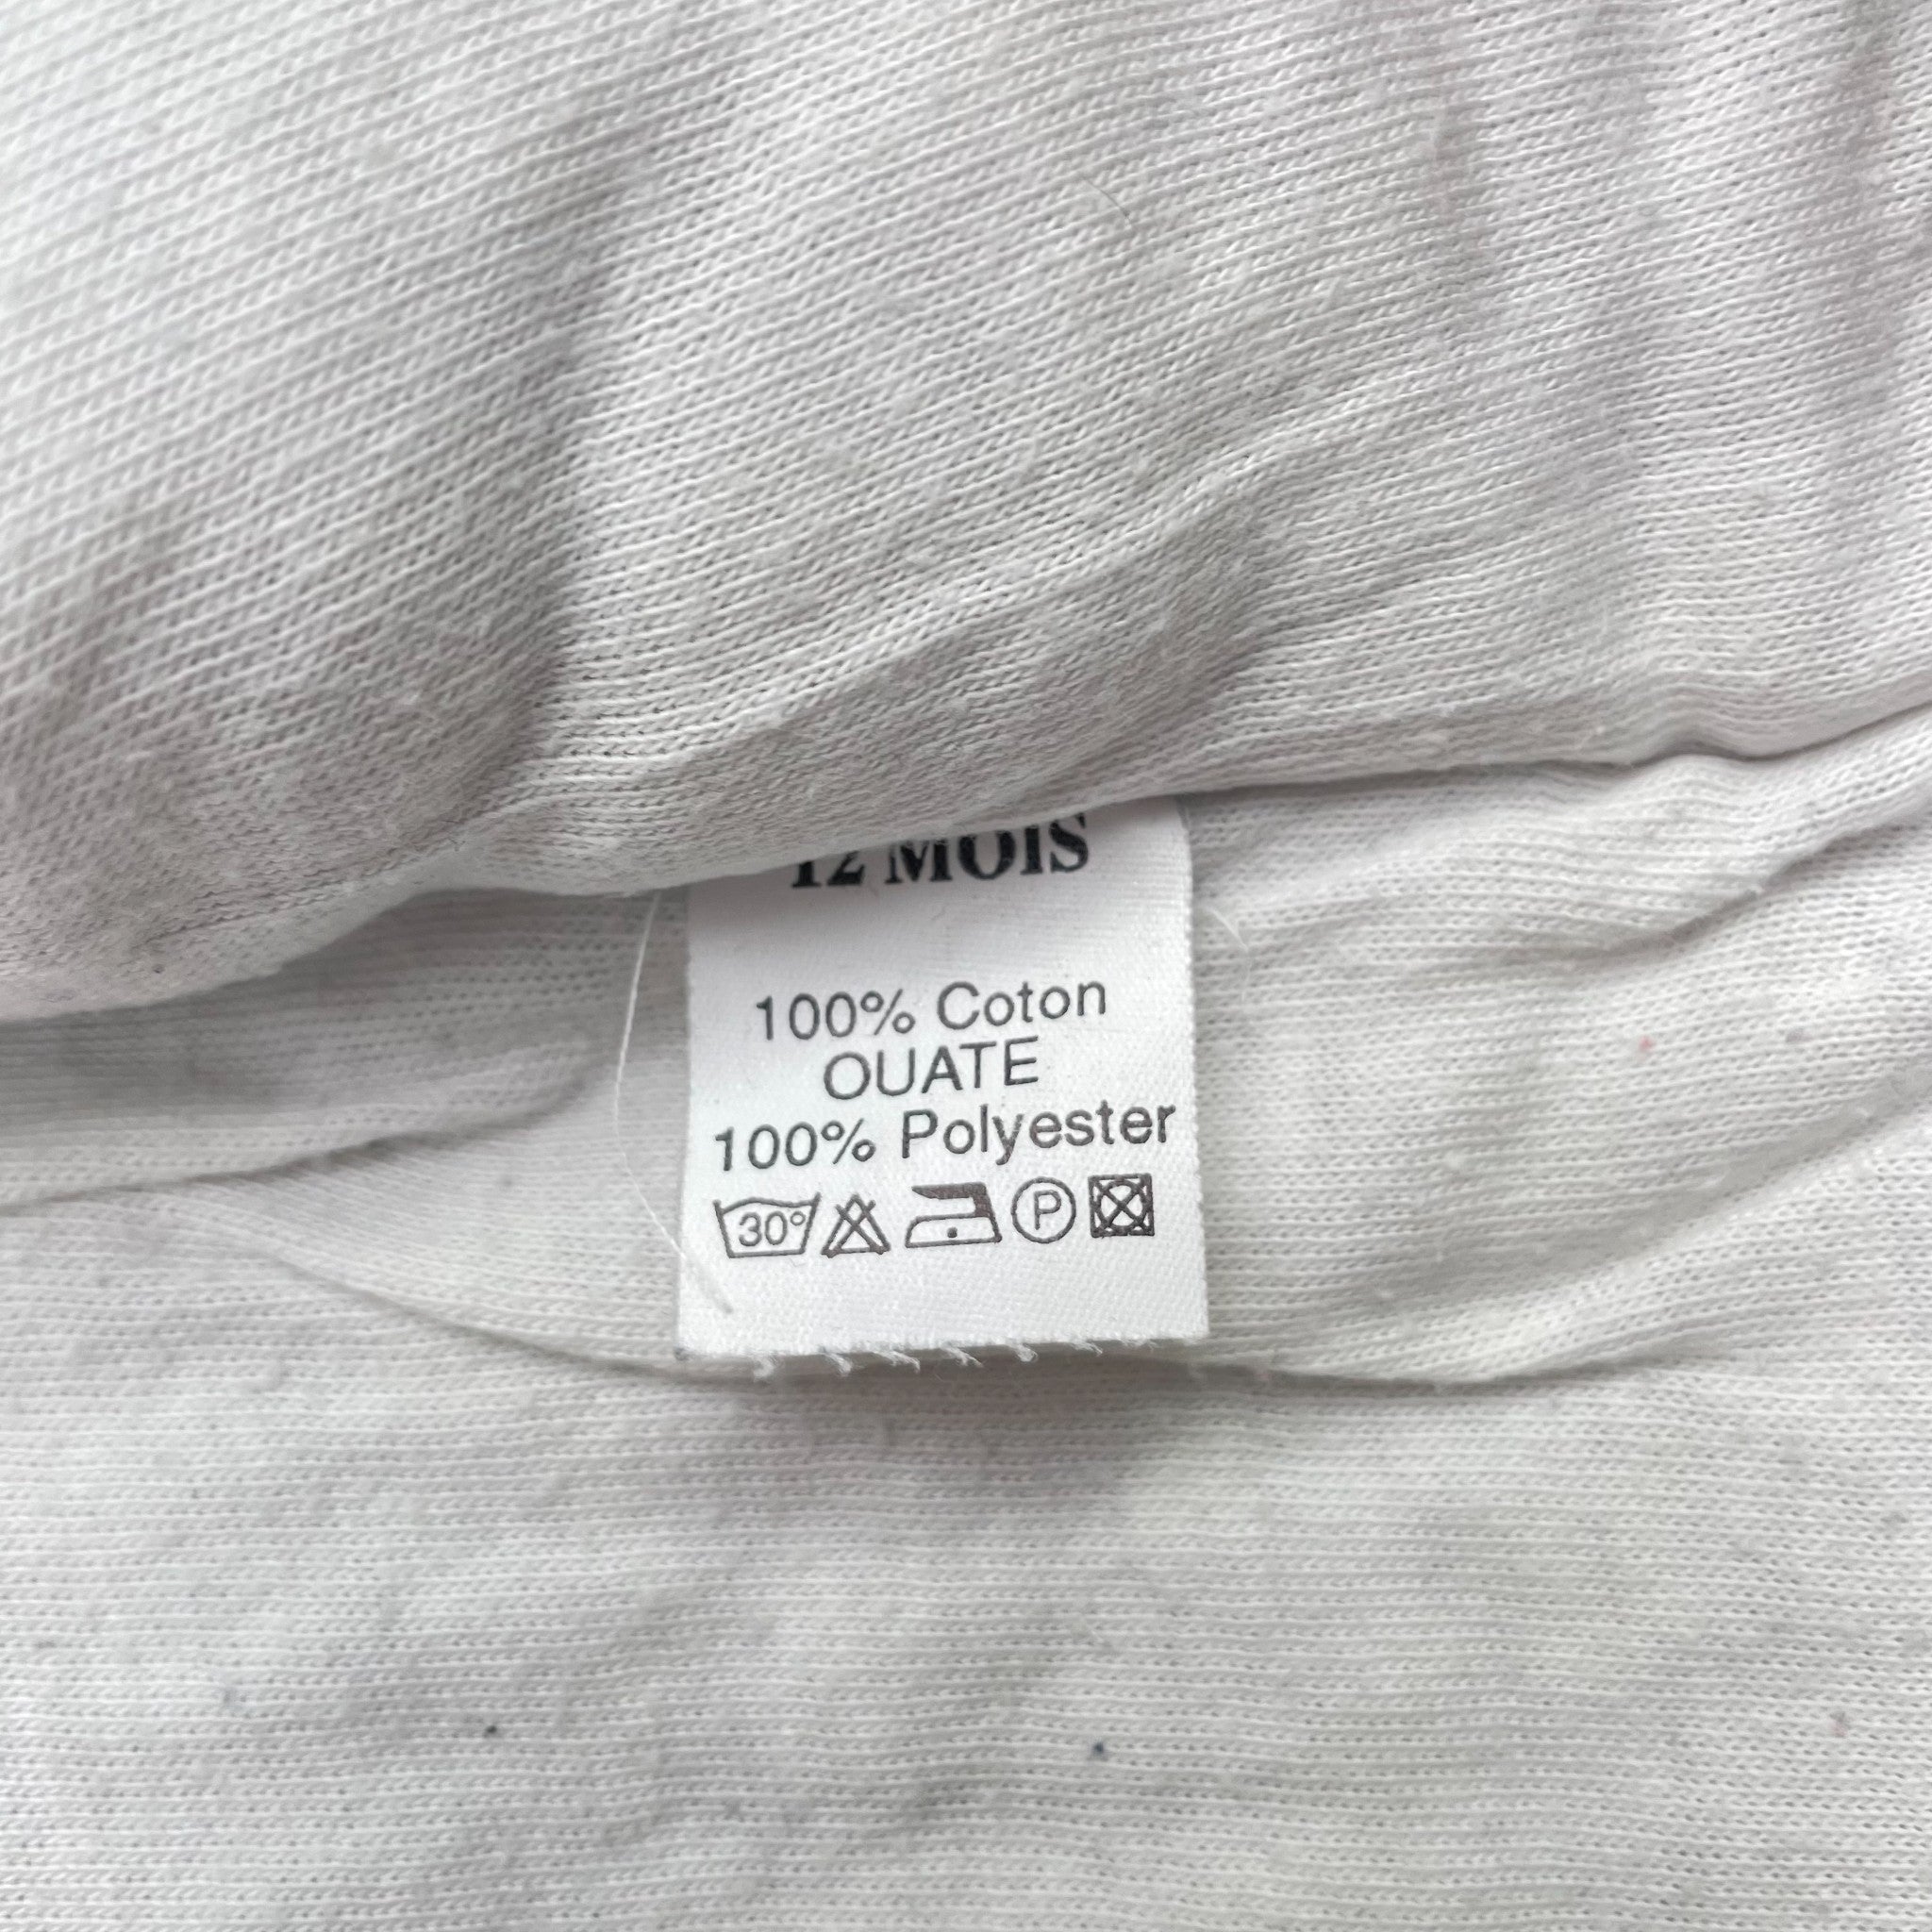 12 MOIS
100% Coton
OUATE
100% Polyester
30° P